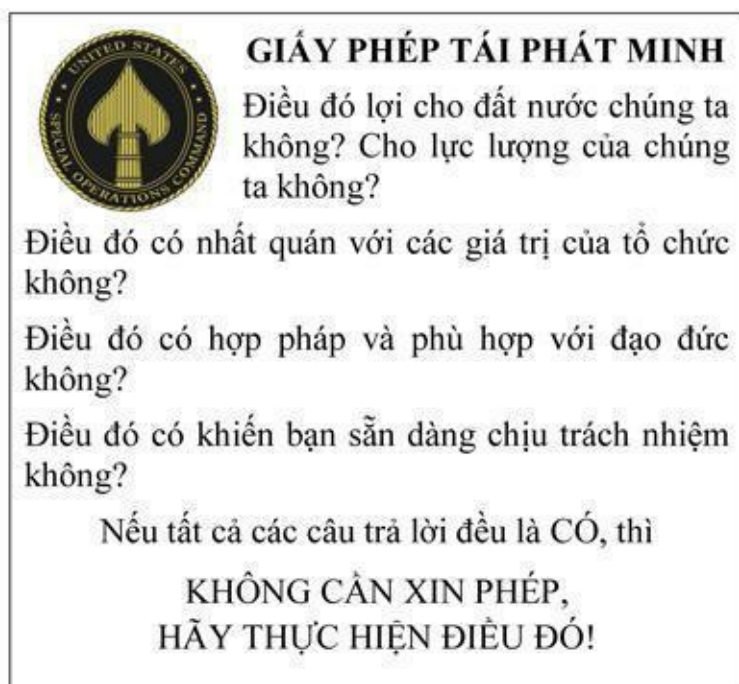 UNITED STATES
SPECIAL OPERATIONS COMMAND
GIẤY PHÉP TÁI PHÁT MINH
Điều đó lợi cho đất nước chúng ta
không? Cho lực lượng của chúng
ta không?
Điều đó có nhất quán với các giá trị của tổ chức
không?
Điều đó có hợp pháp và phù hợp với đạo đức
không?
Điều đó có khiến bạn sẵn dàng chịu trách nhiệm
không?
Nếu tất cả các câu trả lời đều là CÓ, thì
KHÔNG CẦN XIN PHÉP,
HÃY THỰC HIỆN ĐIỀU ĐÓ!